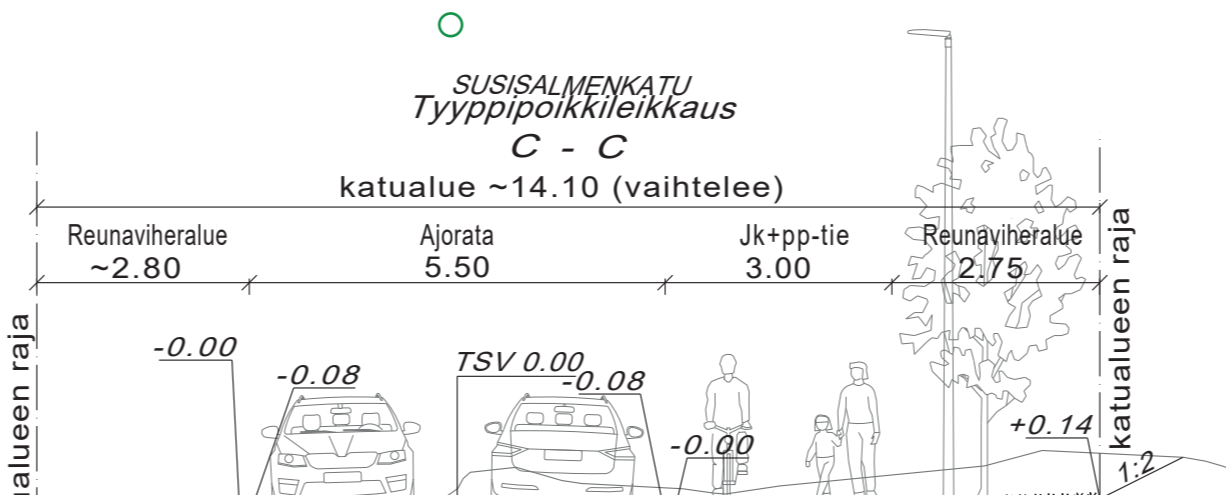 SUSISALMENKATU
Tyyppipoikkileikkaus
C - C
katualue ~14.10 (vaihtelee)
Reunaviheralue Ajorata Jk+pp-tie Reunaviheralue
~2.80 5.50 3.00 2.75
katualueen raja
ualueen raja
-0.00
-0.08
TSV 0.00
-0.08
-0.00
+0.14
1:2